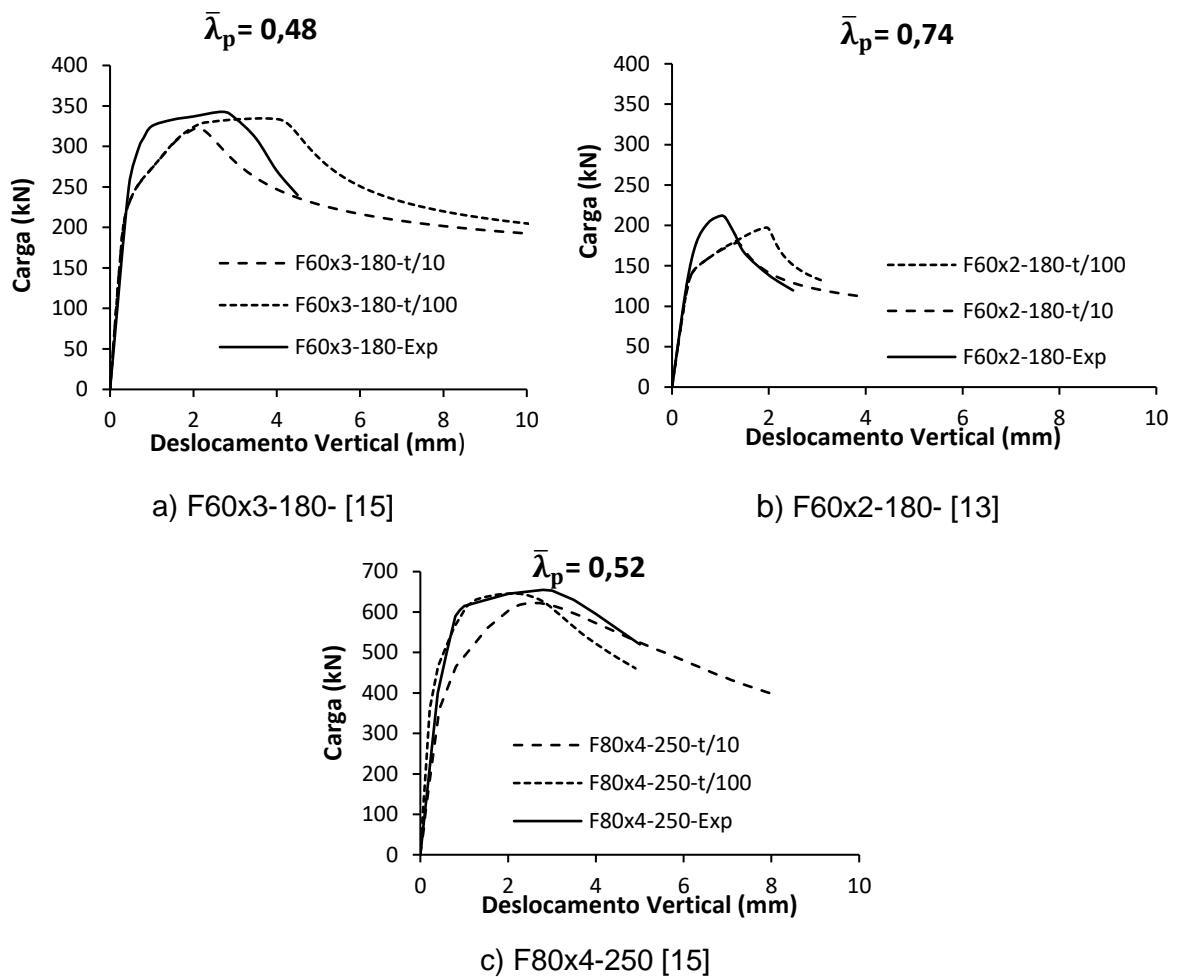 λ̄p = 0,48
400
350
300
250
200
150
100
50
0
Carga (kN)
0 2 4 6 8 10
Deslocamento Vertical (mm)
F60x3-180-t/10
F60x3-180-t/100
F60x3-180-Exp
a) F60x3-180- [15]
λ̄p = 0,74
400
350
300
250
200
150
100
50
0
Carga (kN)
0 2 4 6 8 10
Deslocamento Vertical (mm)
F60x2-180-t/100
F60x2-180-t/10
F60x2-180-Exp
b) F60x2-180- [13]
λ̄p = 0,52
700
600
500
400
300
200
100
0
Carga (kN)
0 2 4 6 8 10
Deslocamento Vertical (mm)
F80x4-250-t/10
F80x4-250-t/100
F80x4-250-Exp
c) F80x4-250 [15]